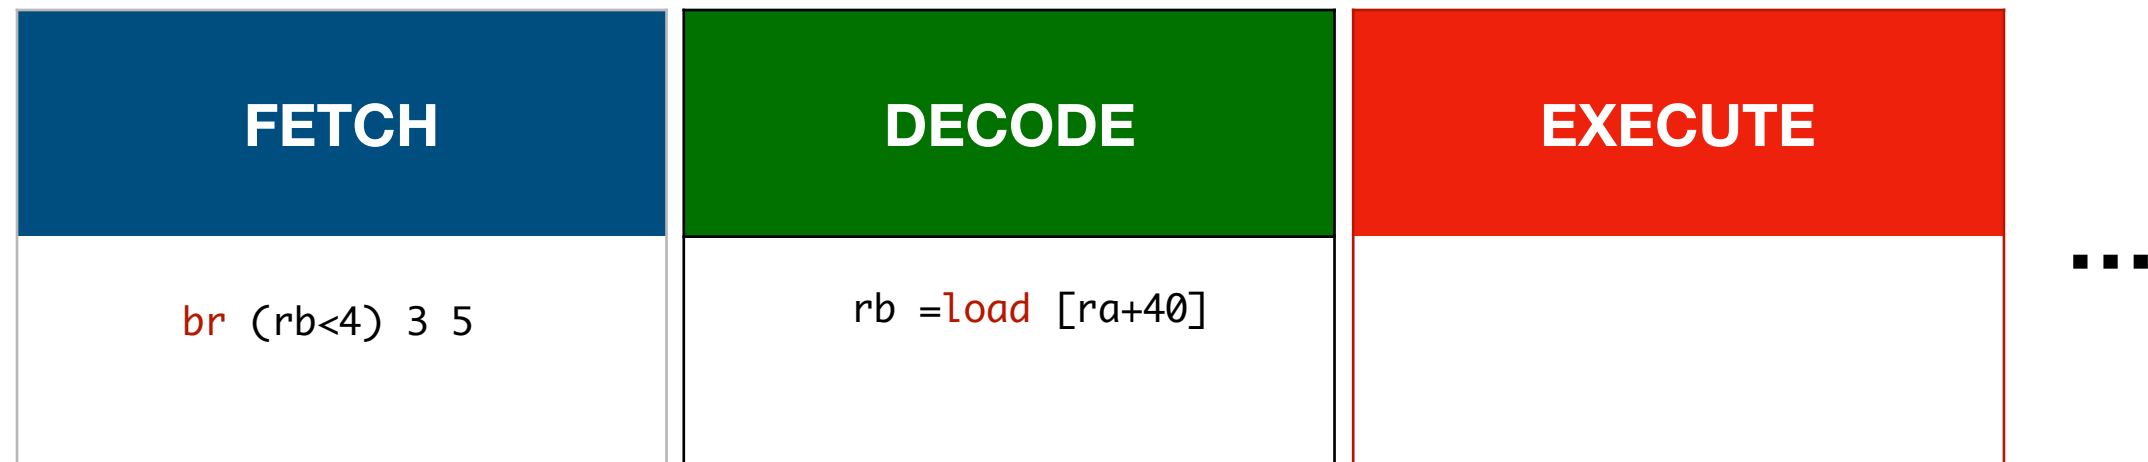 FETCH
DECODE
EXECUTE
...
br (rb<4) 3 5
rb =load [ra+40]